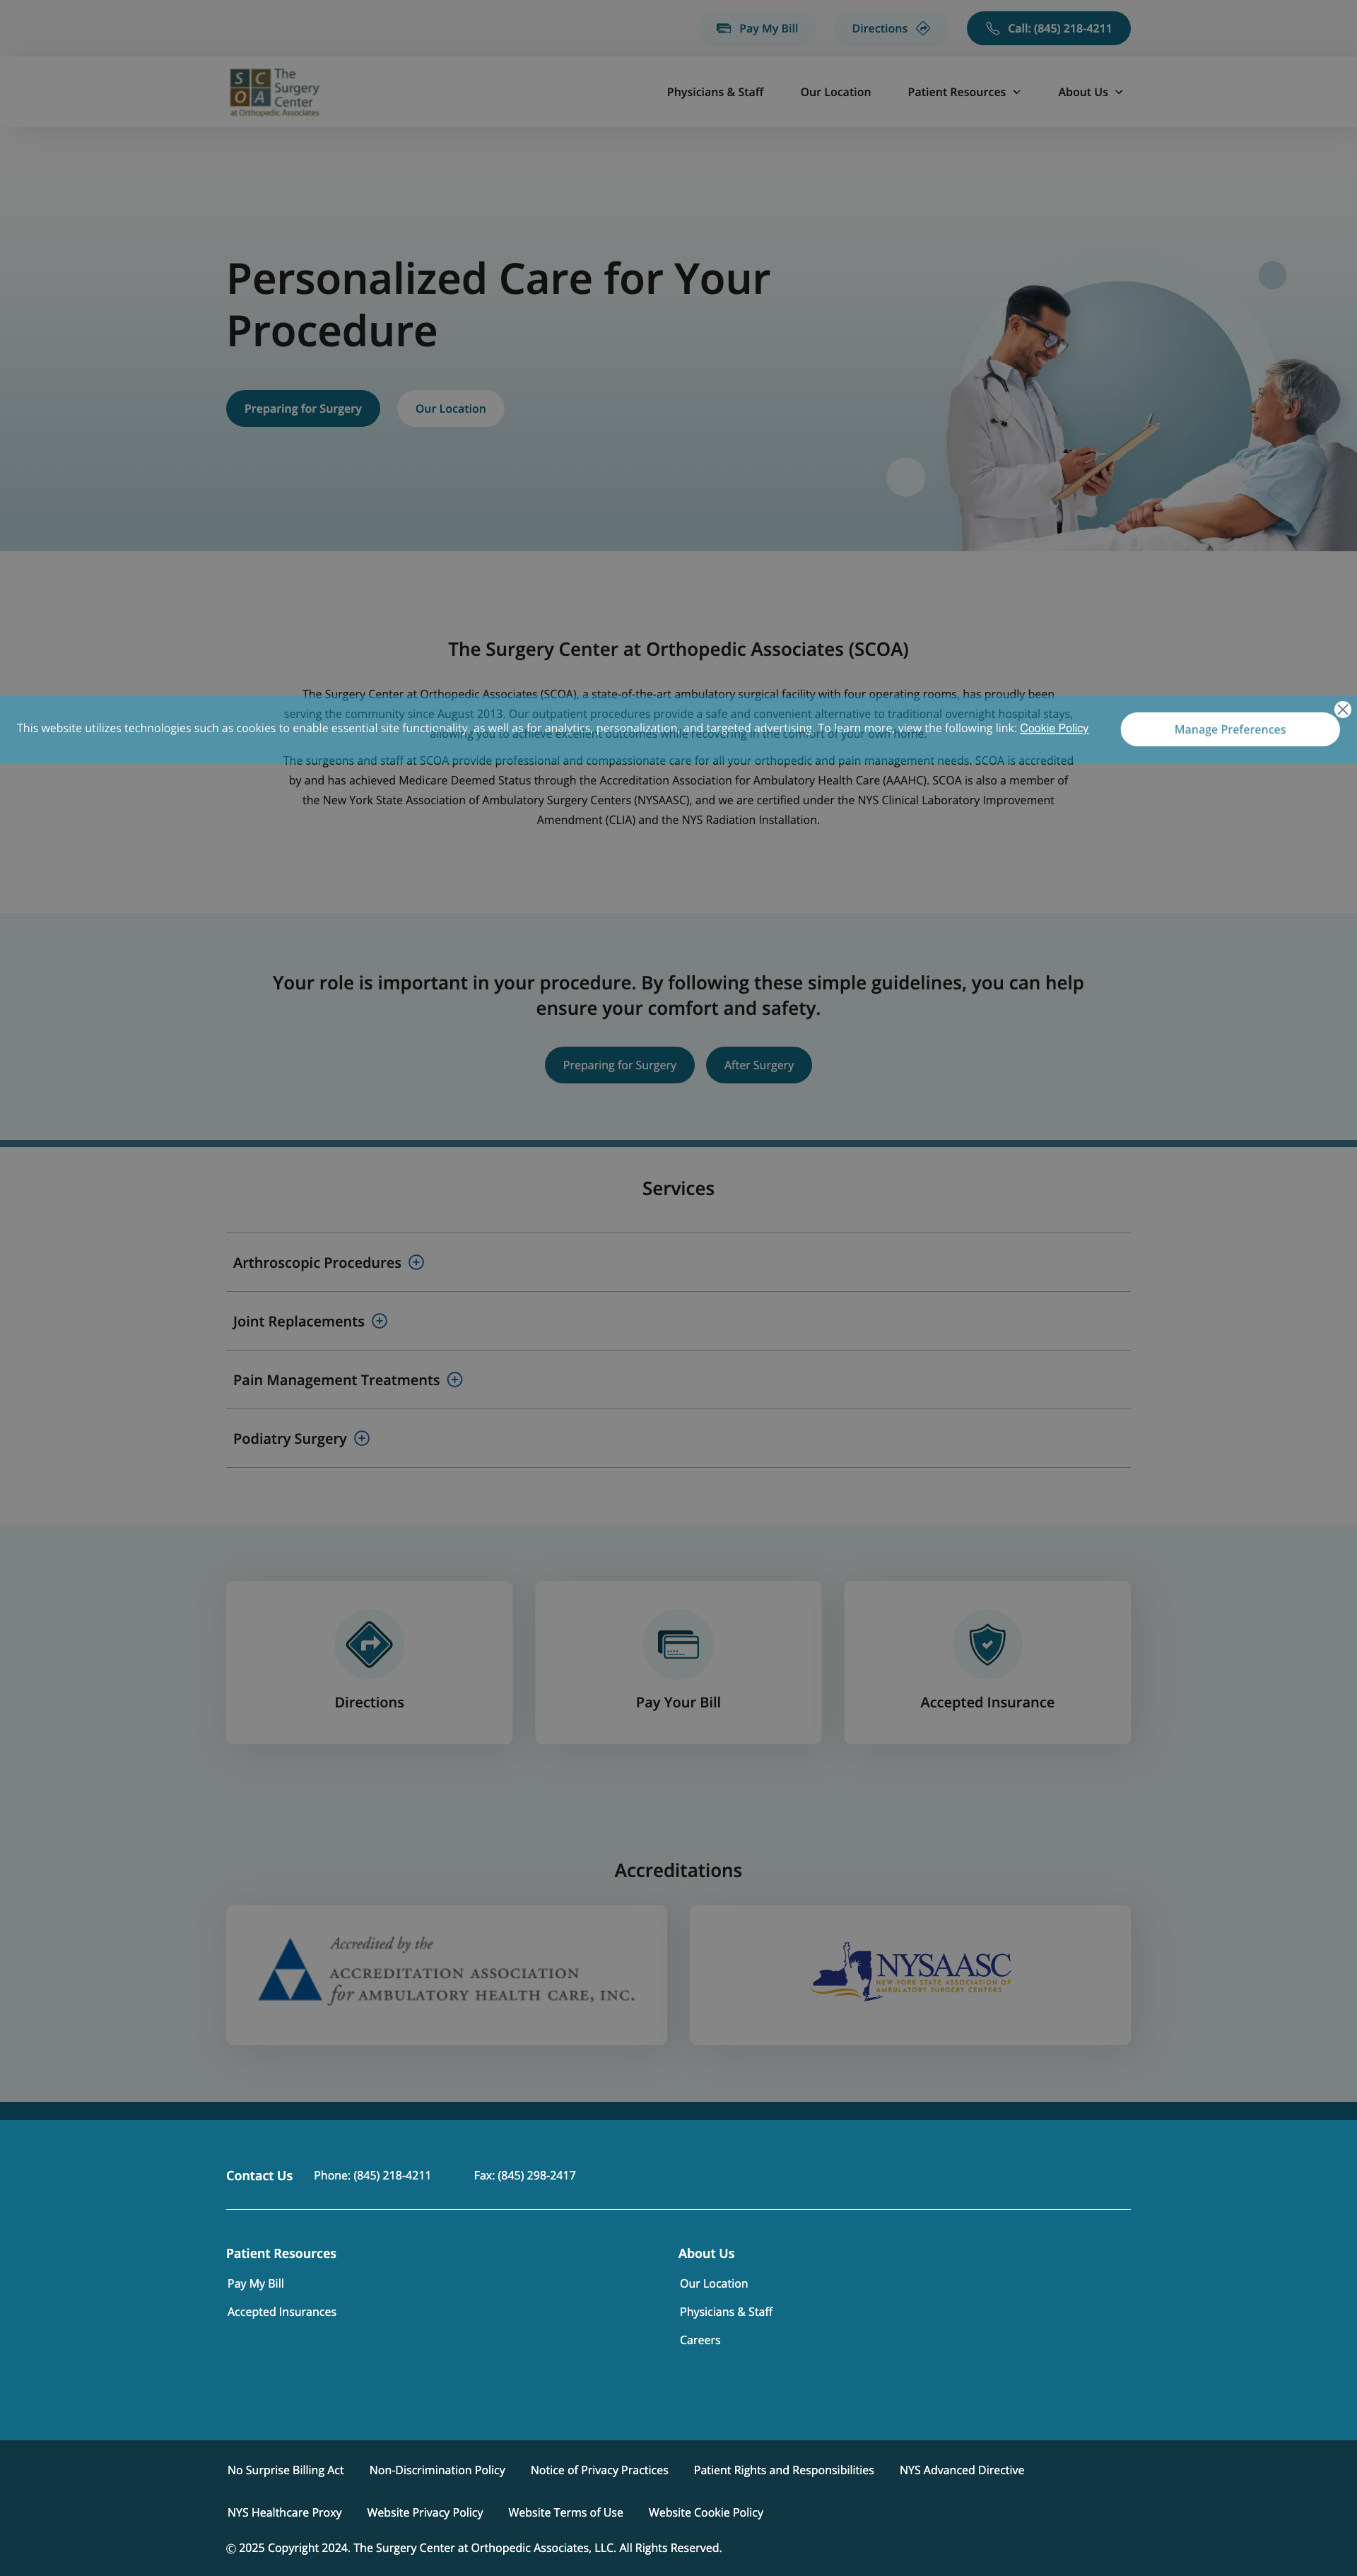 Pay My Bill
Directions
Call: (845) 218-4211
SC The
OA Surgery
Center
at Orthopedic Associates
Physicians & Staff
Our Location
Patient Resources
About Us
Personalized Care for Your
Procedure
Preparing for Surgery
Our Location
The Surgery Center at Orthopedic Associates (SCOA)
The Surgery Center at Orthopedic Associates (SCOA), a state-of-the-art ambulatory surgical facility with four operating rooms, has proudly been
serving the community since August 2013. Our outpatient procedures provide a safe and convenient alternative to traditional overnight hospital stays,
This website utilizes technologies such as cookies to enable essential site functionality, as well as for analytics, personalization, and targeted advertising. To learn more, view the following link: Cookie Policy
Manage Preferences
allowing you to achieve excellent outcomes while recovering in the comfort of your own home.
The surgeons and staff at SCOA provide professional and compassionate care for all your orthopedic and pain management needs. SCOA is accredited
by and has achieved Medicare Deemed Status through the Accreditation Association for Ambulatory Health Care (AAAHC). SCOA is also a member of
the New York State Association of Ambulatory Surgery Centers (NYSAASC), and we are certified under the NYS Clinical Laboratory Improvement
Amendment (CLIA) and the NYS Radiation Installation.
Your role is important in your procedure. By following these simple guidelines, you can help
ensure your comfort and safety.
Preparing for Surgery
After Surgery
Services
Arthroscopic Procedures
Joint Replacements
Pain Management Treatments
Podiatry Surgery
Directions
Pay Your Bill
Accepted Insurance
Accreditations
Accredited by the
ACCREDITATION ASSOCIATION
for AMBULATORY HEALTH CARE, INC.
NYSAASC
NEW YORK STATE ASSOCIATION OF
AMBULATORY SURGERY CENTERS
Contact Us
Phone: (845) 218-4211
Fax: (845) 298-2417
Patient Resources
Pay My Bill
Accepted Insurances
About Us
Our Location
Physicians & Staff
Careers
No Surprise Billing Act
Non-Discrimination Policy
Notice of Privacy Practices
Patient Rights and Responsibilities
NYS Advanced Directive
NYS Healthcare Proxy
Website Privacy Policy
Website Terms of Use
Website Cookie Policy
© 2025 Copyright 2024. The Surgery Center at Orthopedic Associates, LLC. All Rights Reserved.